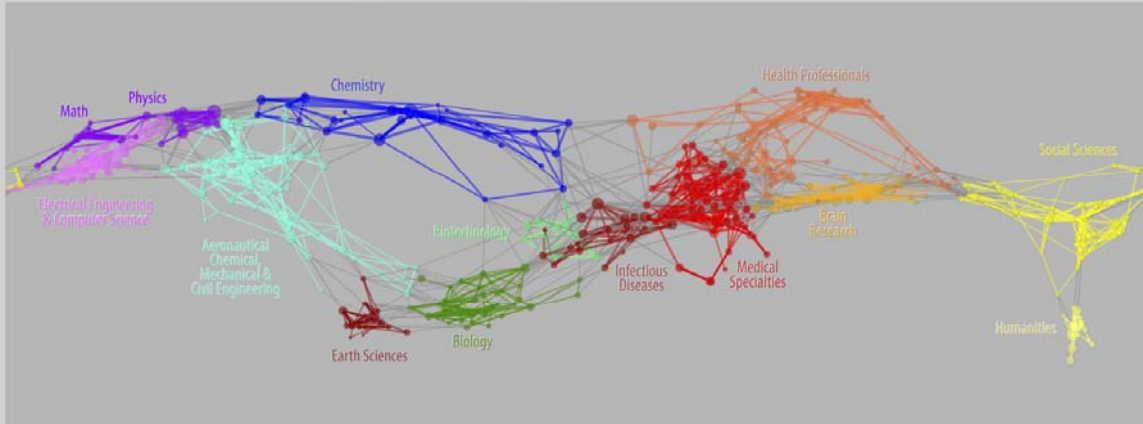 Math
Physics
Chemistry
Health Professionals
Social Sciences
Electrical Engineering
& Computer Science
Biotechnology
Brain
Research
Aeronautical
Chemical,
Mechanical &
Civil Engineering
Infectious
Diseases
Medical
Specialties
Earth Sciences
Biology
Humanities